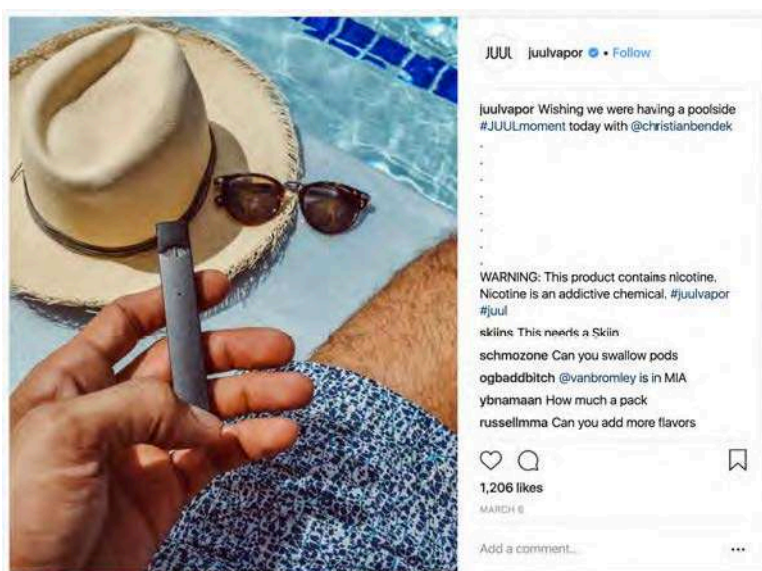 JUUL juulvapor • Follow
juulvapor Wishing we were having a poolside
#JUULmoment today with @christianbendek
.
.
.
.
.
.
.
.
WARNING: This product contains nicotine.
Nicotine is an addictive chemical. #juulvapor
#juul
skiins This needs a Skiin
schmozone Can you swallow pods
ogbaddbitch @vanbromley is in MIA
ybnamaan How much a pack
russellmma Can you add more flavors
1,206 likes
MARCH 6
Add a comment...